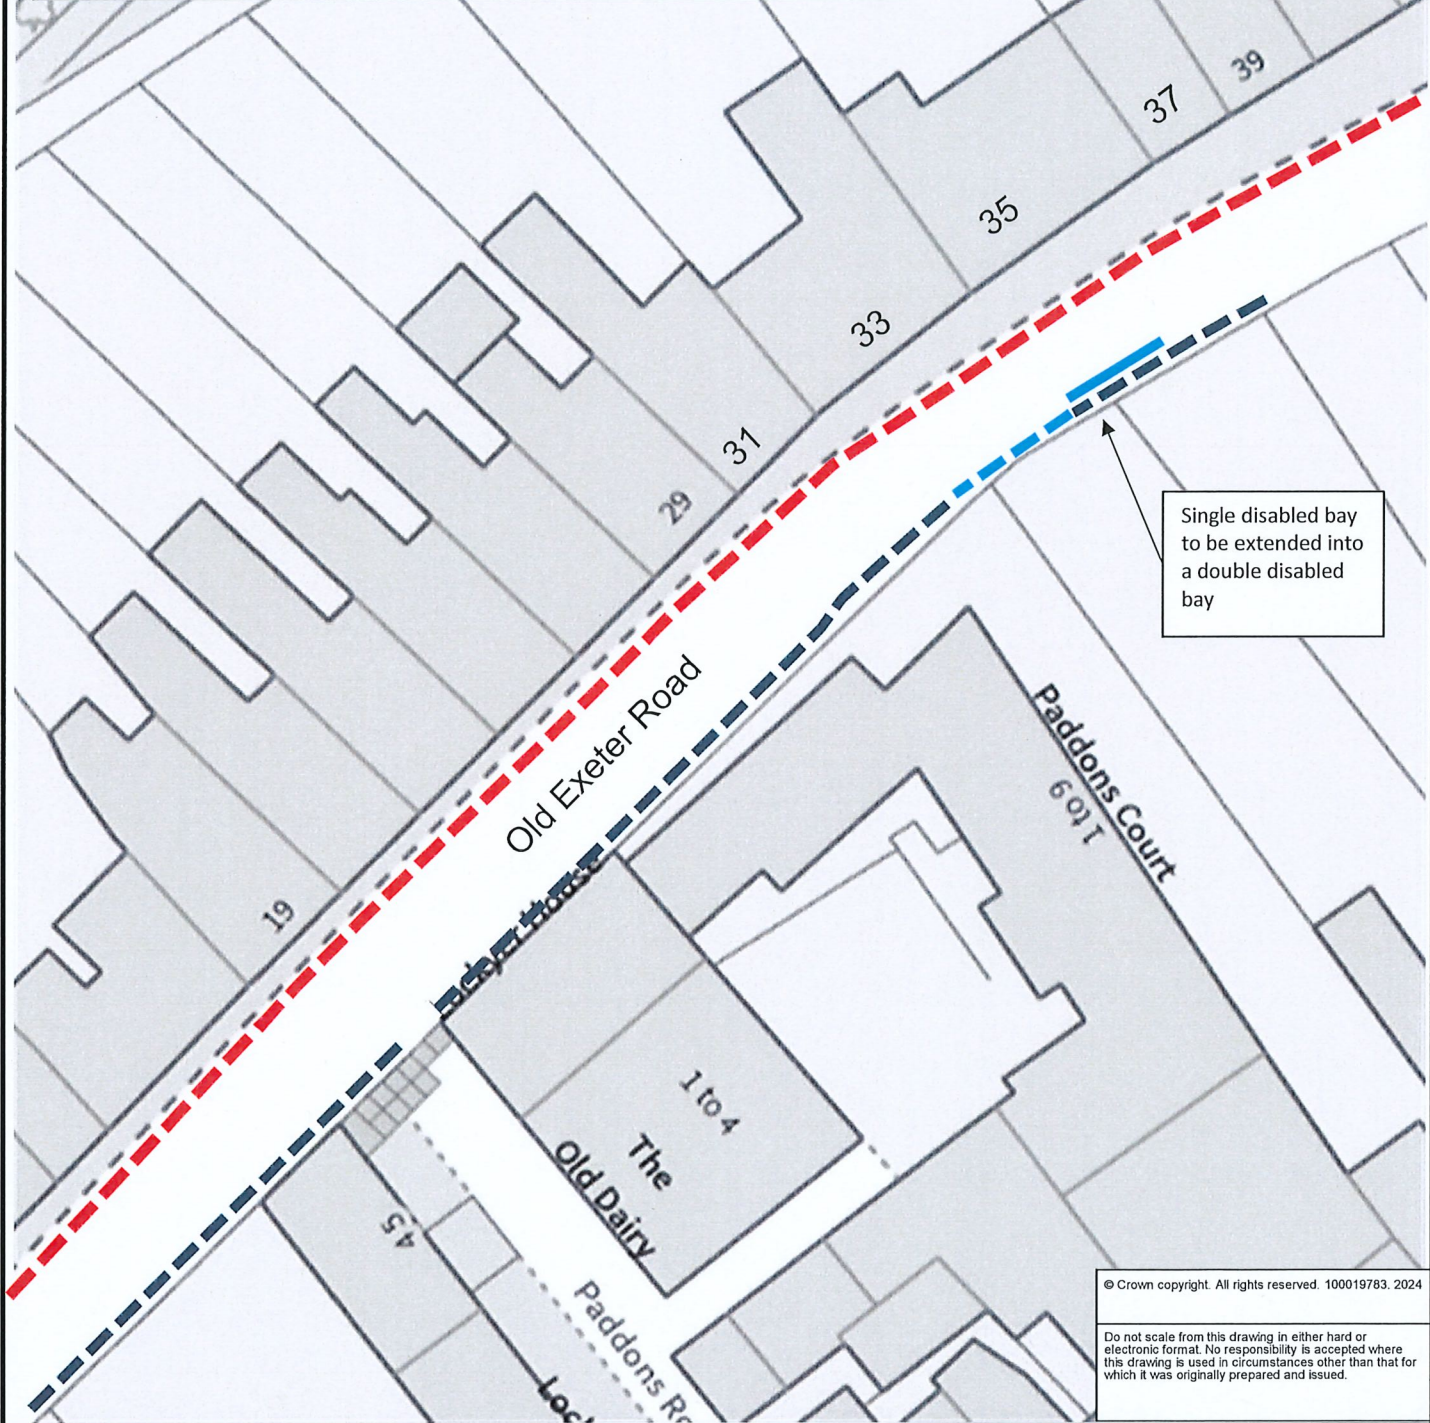 39
37
35
33
31
29
Single disabled bay
to be extended into
a double disabled
bay
Old Exeter Road
Paddons Court
1 to 9
19
House
1 to 4
The
Old Dairy
45
Paddons
© Crown copyright. All rights reserved. 100019783. 2024
Do not scale from this drawing in either hard or
electronic format. No responsibility is accepted where
this drawing is used in circumstances other than that for
which it was originally prepared and issued.